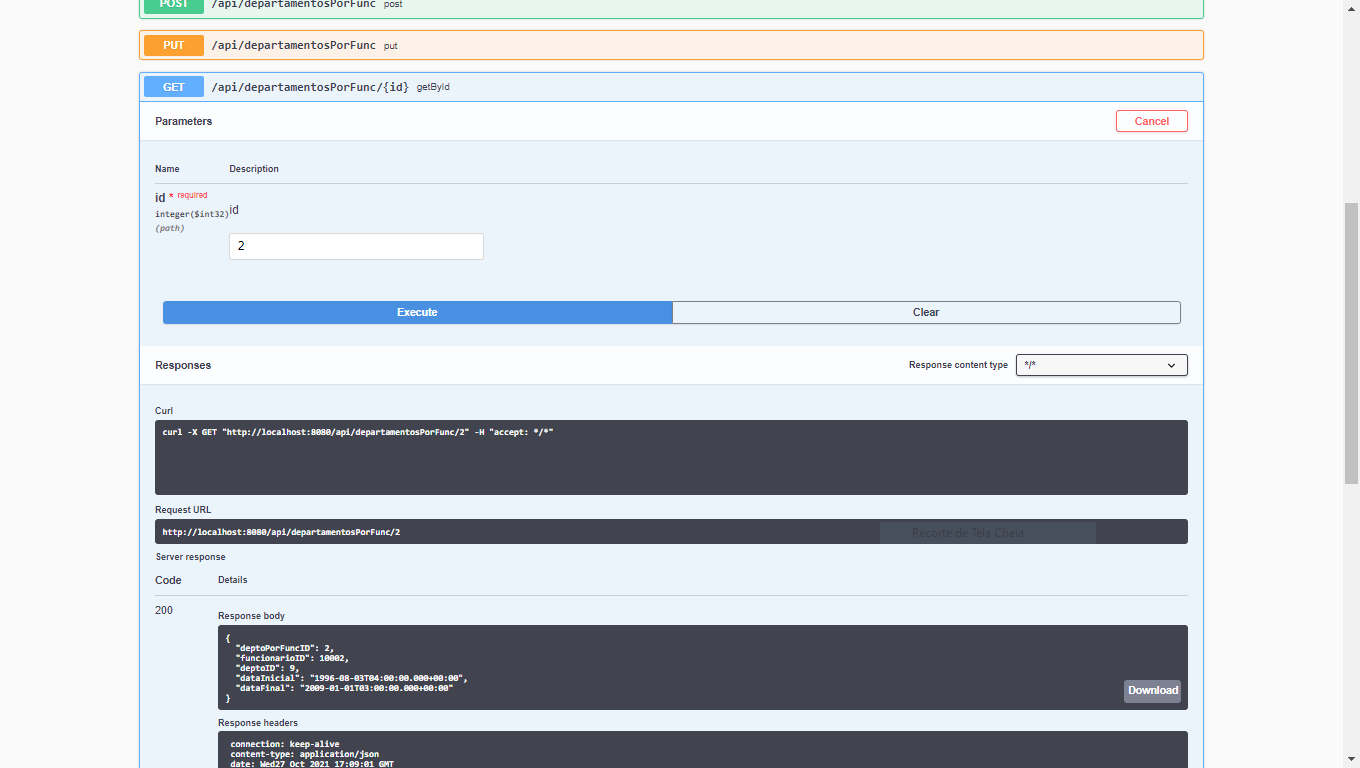 POST /api/departamentosPorFunc post
PUT /api/departamentosPorFunc put
GET /api/departamentosPorFunc/{id} getById
Parameters Cancel
Name Description
id * required
integer($int32) id
(path)
2
Execute Clear
Responses Response content type */*
Curl
curl -X GET "http://localhost:8080/api/departamentosPorFunc/2" -H "accept: */*"
Request URL
http://localhost:8080/api/departamentosPorFunc/2
Recorte de Tela Cheia
Server response
Code Details
200
Response body
{
"deptoPorFuncID": 2,
"funcionarioID": 10002,
"deptoID": 9,
"dataInicial": "1996-08-03T04:00:00.000+00:00",
"dataFinal": "2009-01-01T03:00:00.000+00:00"
}
Download
Response headers
connection: keep-alive
content-type: application/json
date: Wed27 Oct 2021 17:09:01 GMT